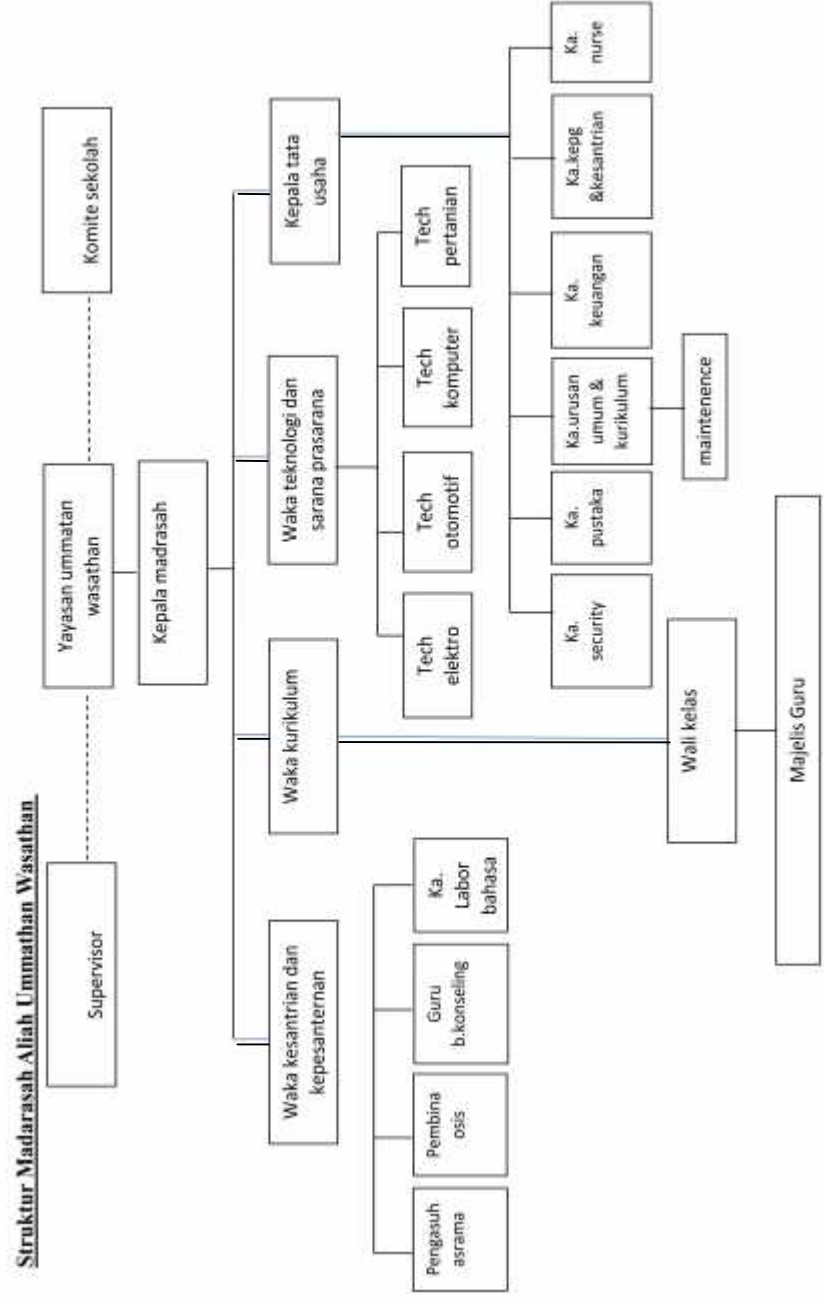 Struktur Madarasah Aliah Ummathan Wasathan
Supervisor
Yayasan ummatan
wasathan
Komite sekolah
Kepala madrasah
Waka kesantrian dan
kepesanternan
Waka kurikulum
Waka teknologi dan
sarana prasarana
Kepala tata
usaha
Pengasuh
asrama
Pembina
osis
Guru
b.konseling
Ka.
Labor
bahasa
Tech
elektro
Tech
otomotif
Tech
komputer
Tech
pertanian
Ka.
security
Ka.
pustaka
Ka.urusan
umum &
kurikulum
Ka.
keuangan
Ka.kepg
&kesantrian
Ka.
nurse
maintenence
Wali kelas
Majelis Guru